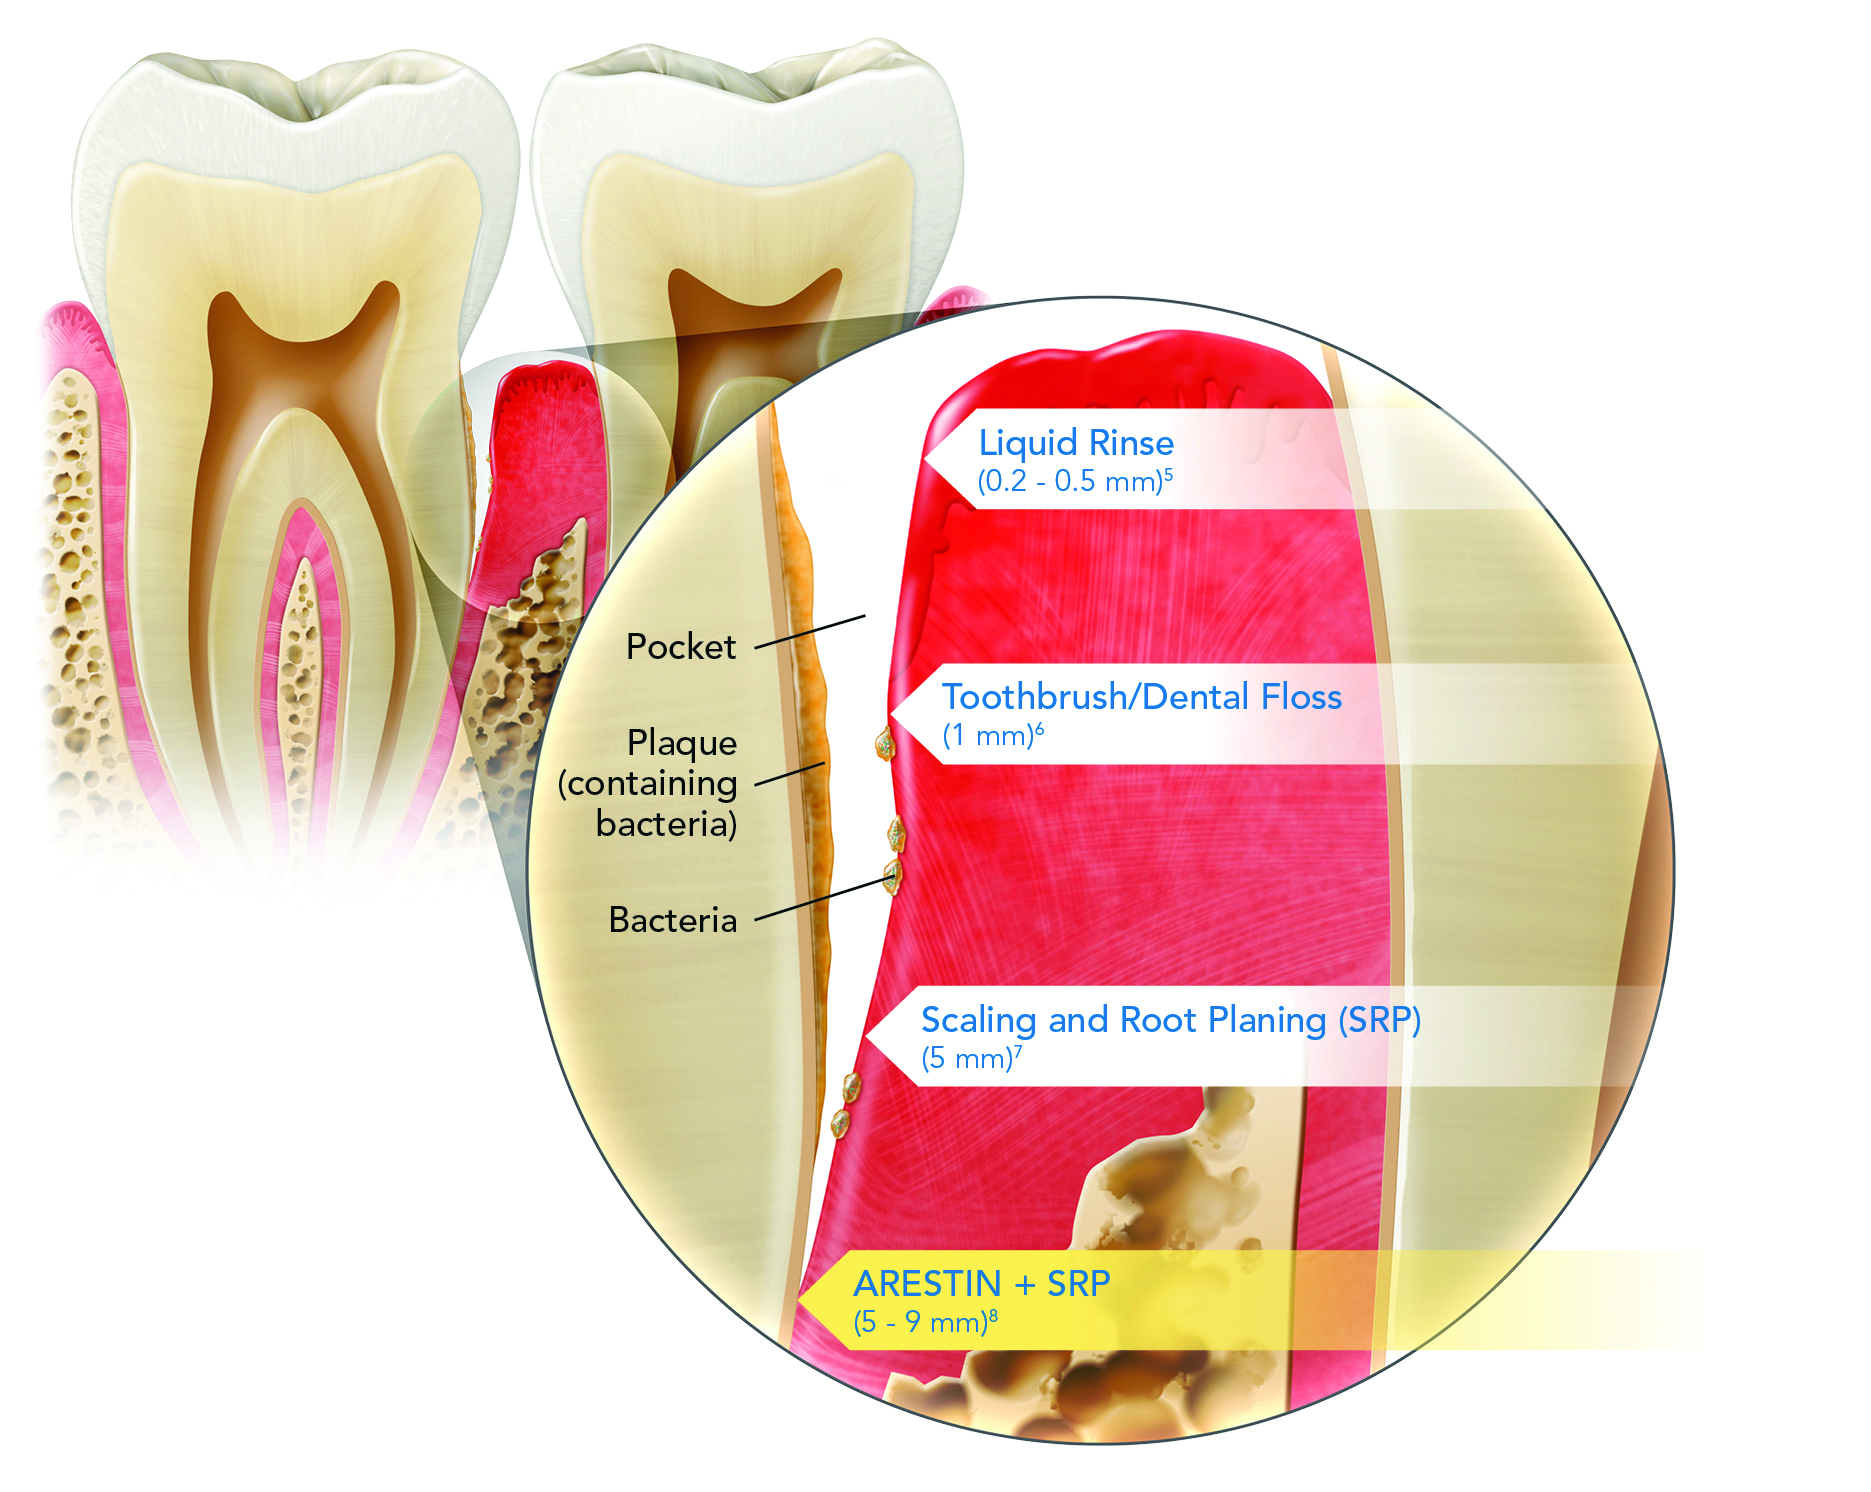 Liquid Rinse
(0.2 - 0.5 mm)⁵
Pocket
Toothbrush/Dental Floss
(1 mm)⁶
Plaque
(containing
bacteria)
Bacteria
Scaling and Root Planing (SRP)
(5 mm)⁷
ARESTIN + SRP
(5 - 9 mm)⁸